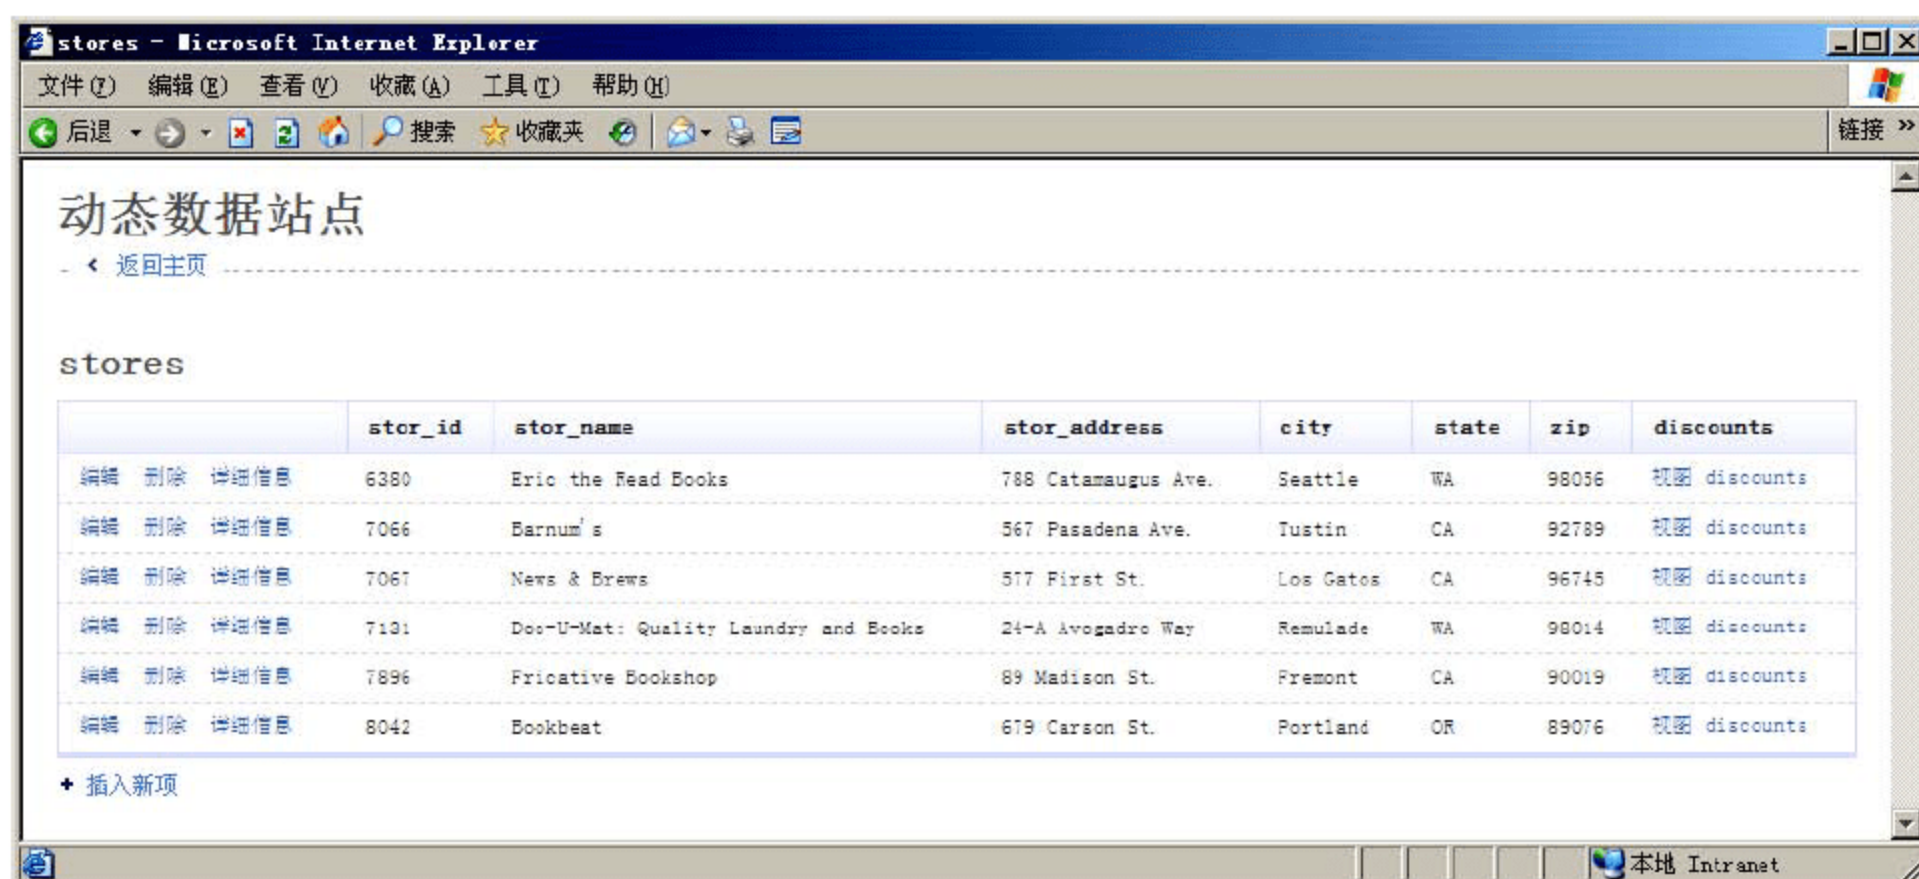 stores - Microsoft Internet Explorer
文件(F) 编辑(E) 查看(V) 收藏(A) 工具(T) 帮助(H)
后退 搜索 收藏夹 链接 »
动态数据站点
返回主页
stores
stor_id stor_name stor_address city state zip discounts
编辑 删除 详细信息 6380 Eric the Read Books 788 Catamaugus Ave. Seattle WA 98056 视图 discounts
编辑 删除 详细信息 7066 Barnum's 567 Pasadena Ave. Tustin CA 92789 视图 discounts
编辑 删除 详细信息 7067 News & Brews 577 First St. Los Gatos CA 96745 视图 discounts
编辑 删除 详细信息 7131 Doc-U-Mat: Quality Laundry and Books 24-A Avogadro Way Remulade WA 98014 视图 discounts
编辑 删除 详细信息 7896 Fricative Bookshop 89 Madison St. Fremont CA 90019 视图 discounts
编辑 删除 详细信息 8042 Bookbeat 679 Carson St. Portland OR 89076 视图 discounts
插入新项
本地 Intranet